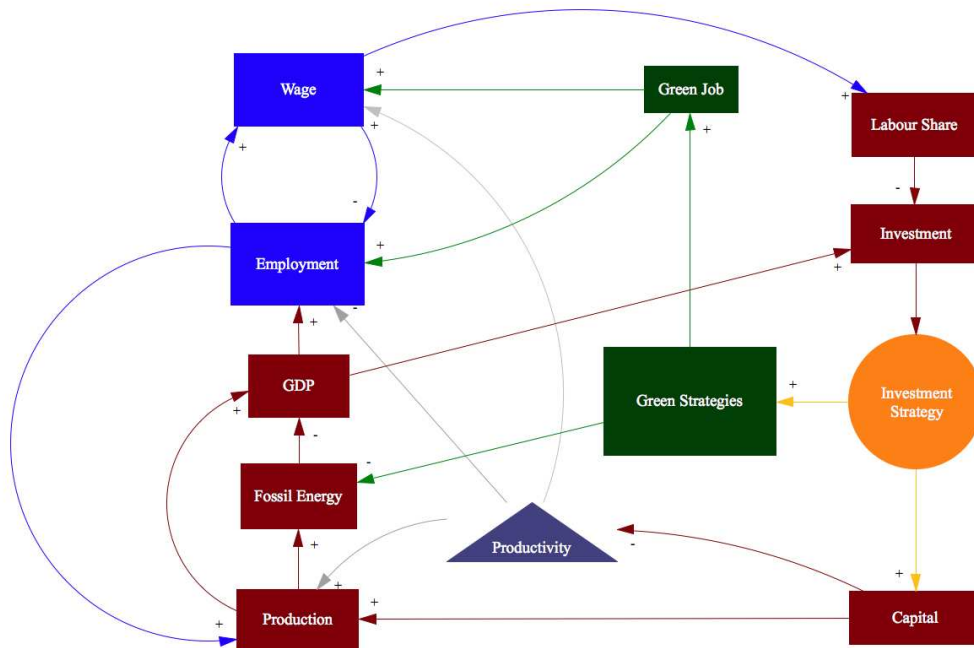 Wage
+
Green Job
+
+
+
Labour Share
+
-
-
Investment
Employment
+
+
-
+
GDP
+
-
Green Strategies
+
Investment
Strategy
Fossil Energy
-
+
Productivity
-
+
+
+
+
Production
Capital